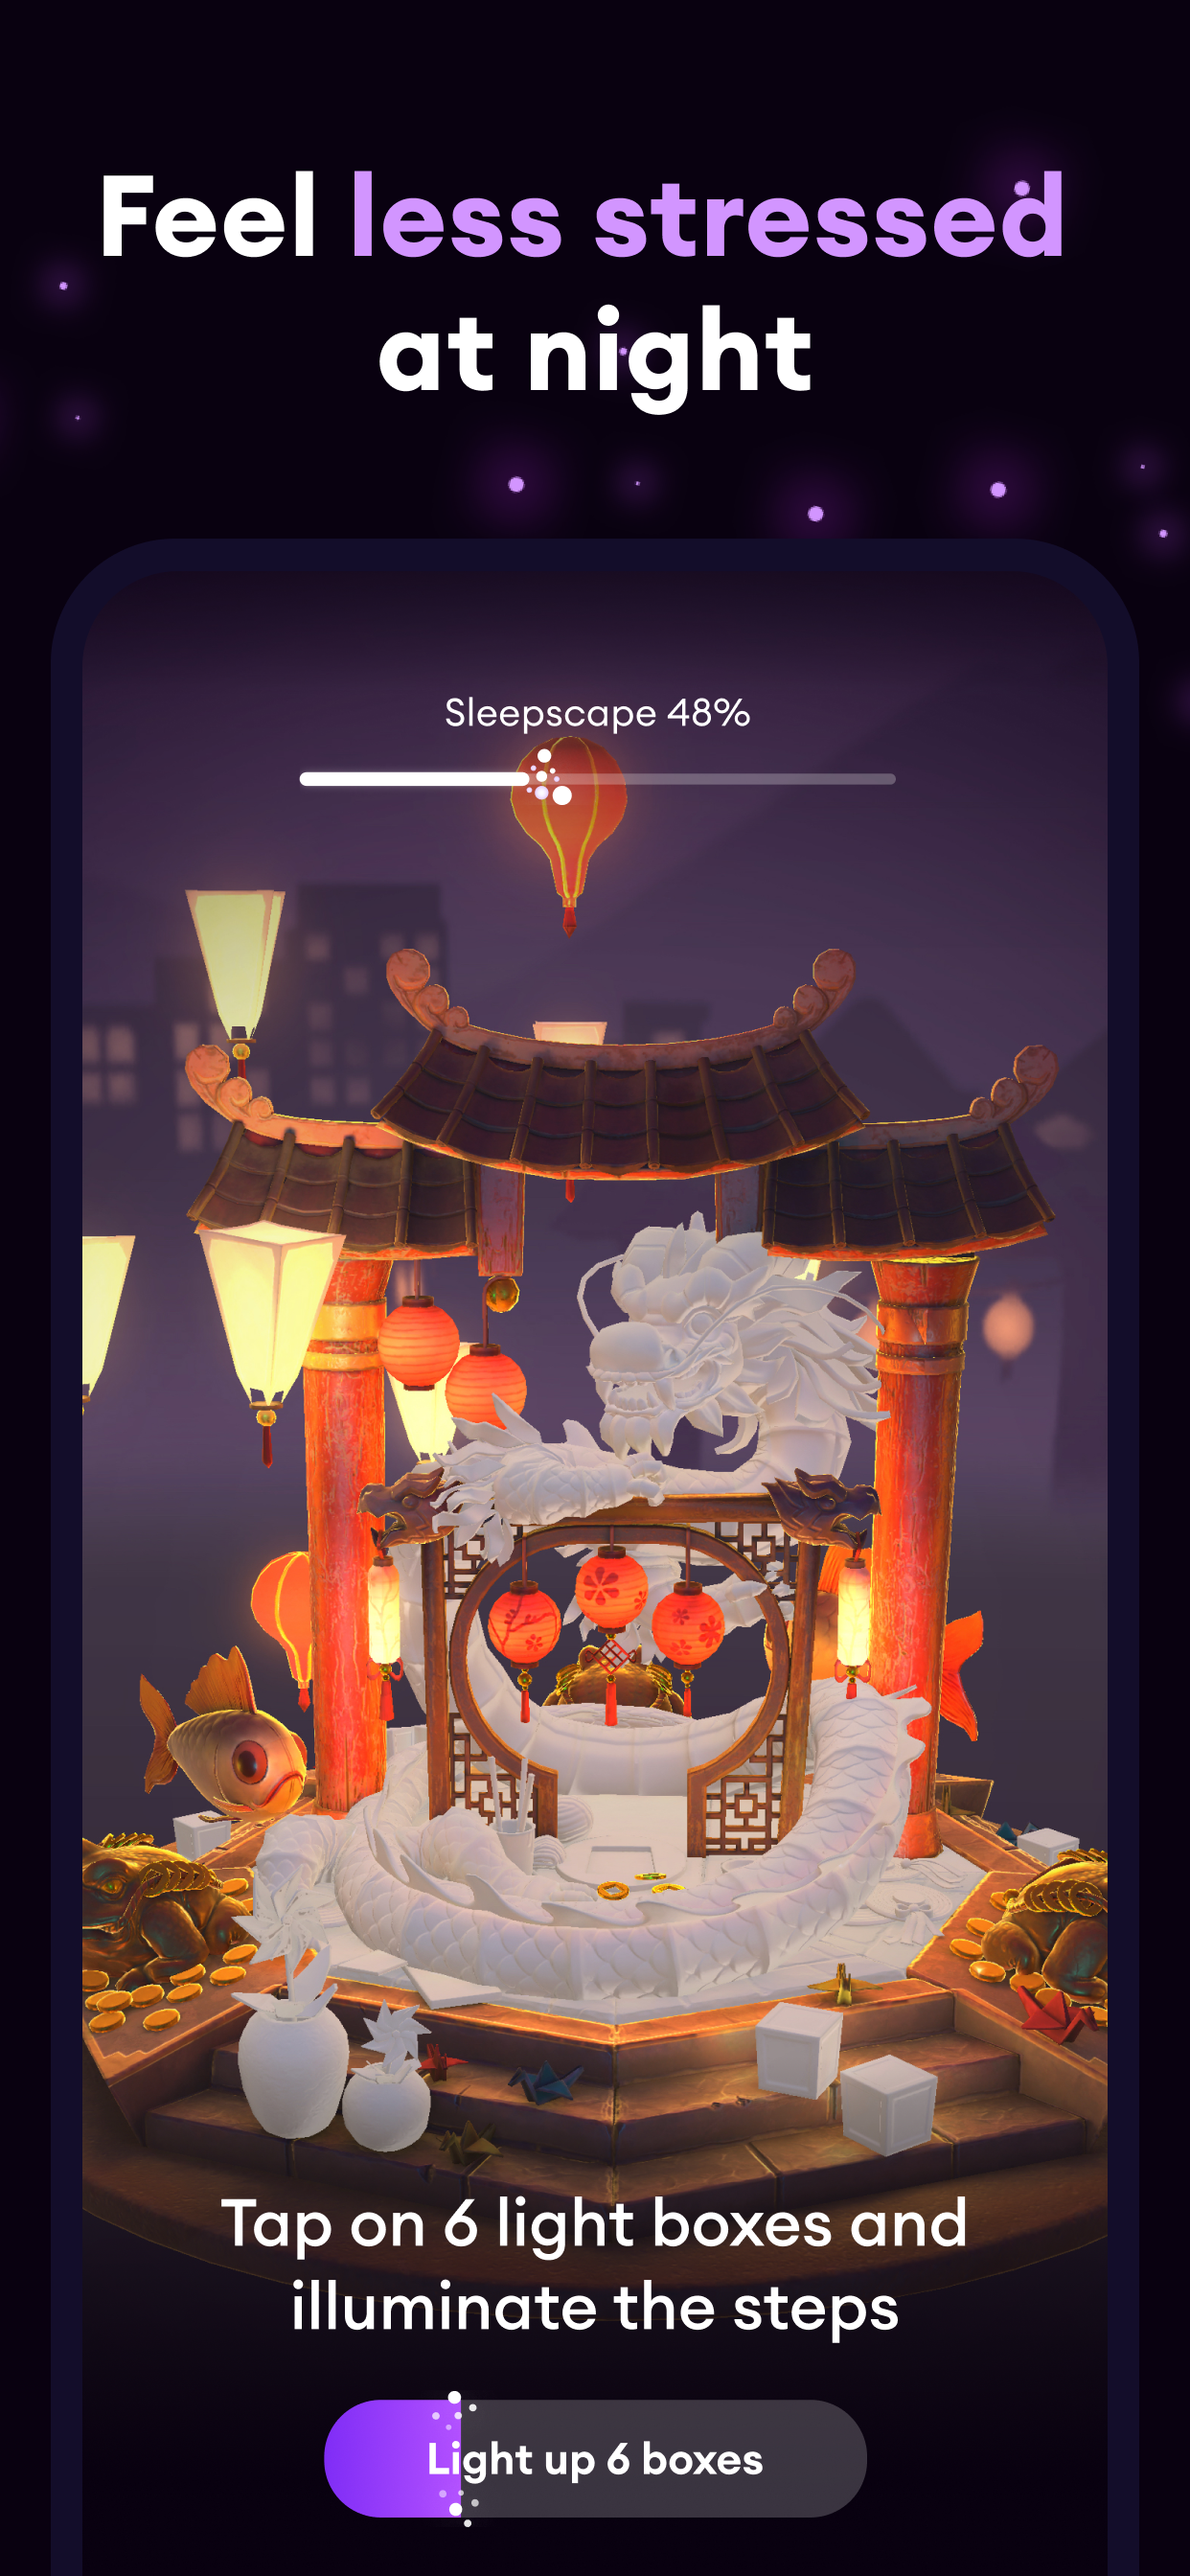 Feel less stressed
at night
Sleepscape 48%
Tap on 6 light boxes and
illuminate the steps
Light up 6 boxes